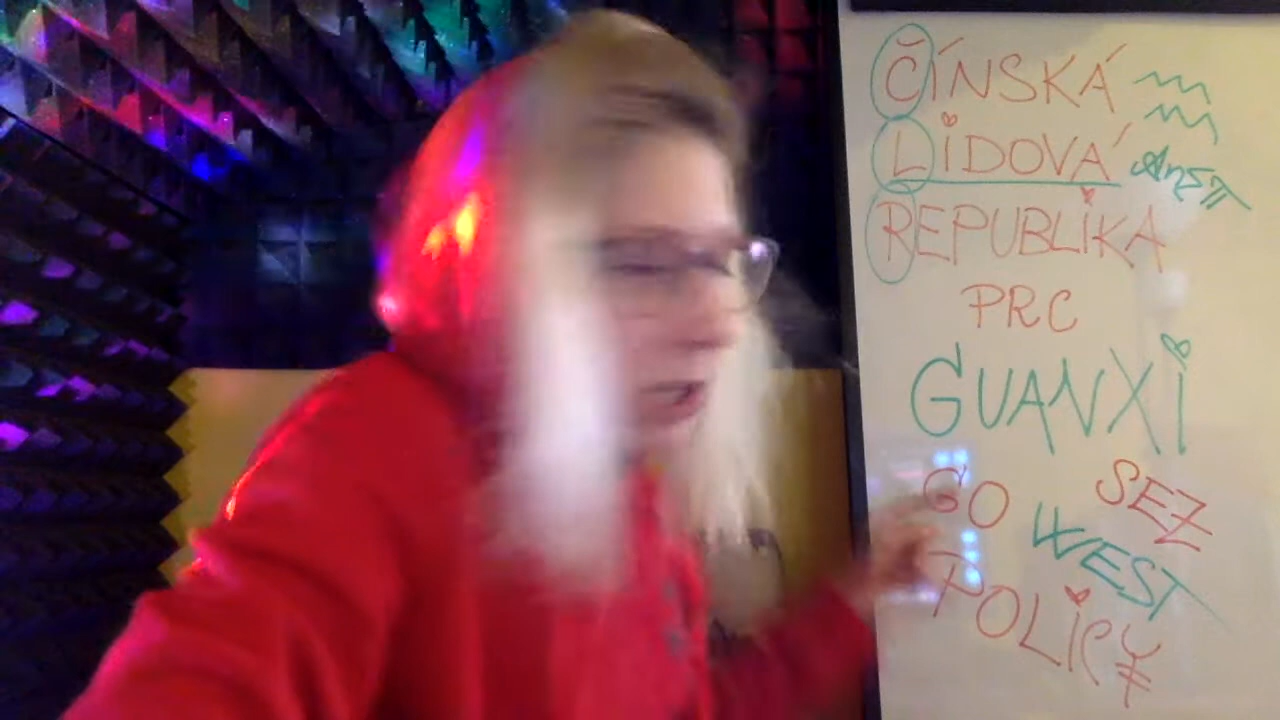 ČÍNSKÁ
LIDOVÁ
REPUBLIKA
PRC
GUANXI
GO WEST
POLICY
SEZ